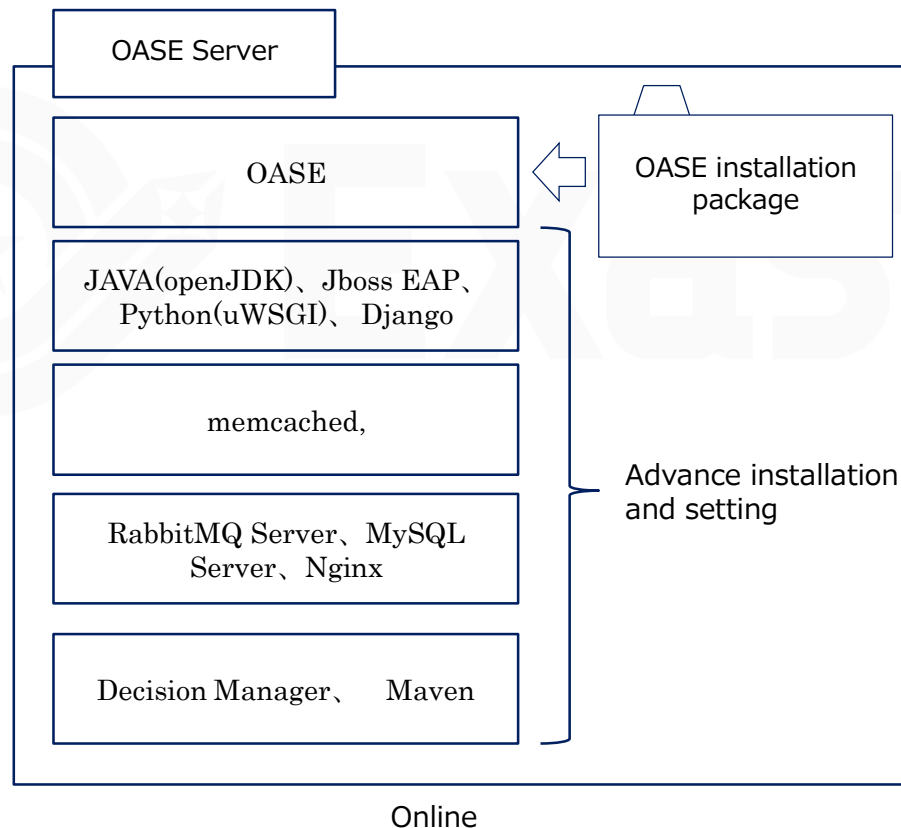 OASE Server
OASE
OASE installation
package
JAVA(openJDK)、Jboss EAP、
Python(uWSGI)、 Django
memcached,
Advance installation
and setting
RabbitMQ Server、MySQL
Server、Nginx
Decision Manager、　Maven
Online